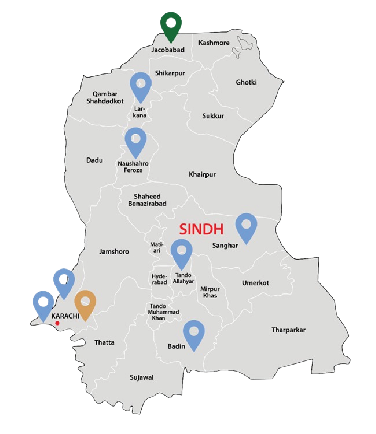 Jacobabad
Kashmore
Shikarpur
Ghotki
Qambar
Shahdadkot
Lar-
kana
Sukkur
Dadu
Naushahro
Feroze
Khairpur
Shaheed
Benazirabad
SINDH
Jamshoro
Mati-
ari
Sanghar
Hyde-
rabad
Tando
Allahyar
Mirpur
Khas
Umerkot
KARACHI
Tando
Muhammad
Khan
Thatta
Badin
Tharparkar
Sujawal